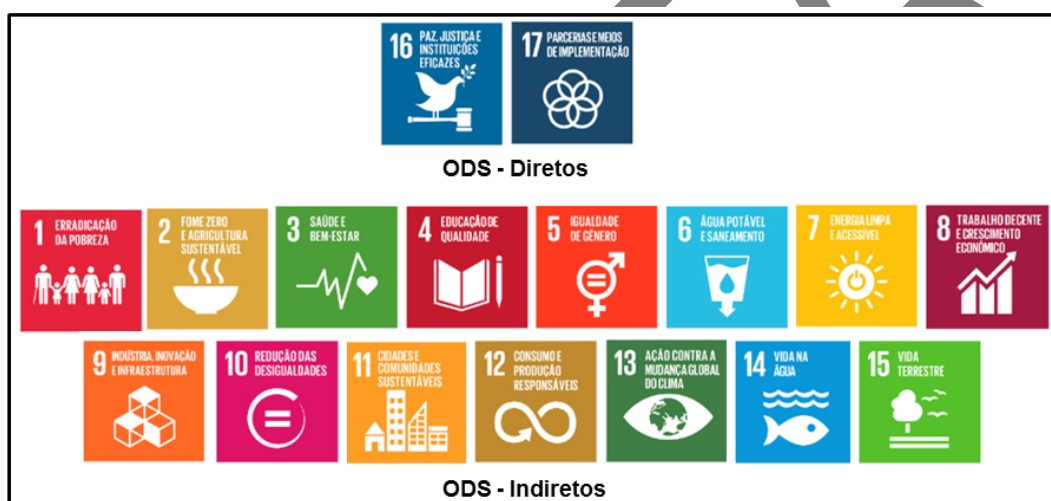 16 PAZ, JUSTIÇA E
INSTITUIÇÕES
EFICAZES
17 PARCERIAS E MEIOS
DE IMPLEMENTAÇÃO
ODS - Diretos
1 ERRADICAÇÃO
DA POBREZA
2 FOME ZERO
E AGRICULTURA
SUSTENTÁVEL
3 SAÚDE E
BEM-ESTAR
4 EDUCAÇÃO DE
QUALIDADE
5 IGUALDADE
DE GÊNERO
6 ÁGUA POTÁVEL
E SANEAMENTO
7 ENERGIA LIMPA
E ACESSÍVEL
8 TRABALHO DECENTE
E CRESCIMENTO
ECONÔMICO
9 INDÚSTRIA, INOVAÇÃO
E INFRAESTRUTURA
10 REDUÇÃO DAS
DESIGUALDADES
11 CIDADES E
COMUNIDADES
SUSTENTÁVEIS
12 CONSUMO E
PRODUÇÃO
RESPONSÁVEIS
13 AÇÃO CONTRA A
MUDANÇA GLOBAL
DO CLIMA
14 VIDA NA
ÁGUA
15 VIDA
TERRESTRE
ODS - Indiretos